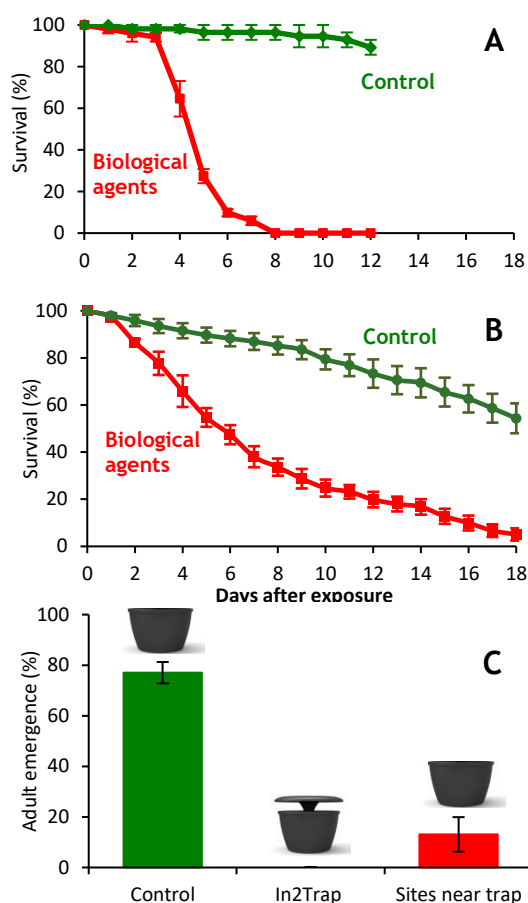 A
Survival (%)
100
80
60
40
20
0
Control
Biological
agents
0 2 4 6 8 10 12 14 16 18
B
Survival (%)
100
80
60
40
20
0
Control
Biological
agents
0 2 4 6 8 10 12 14 16 18
Days after exposure
C
Adult emergence (%)
100
80
60
40
20
0
Control In2Trap Sites near trap